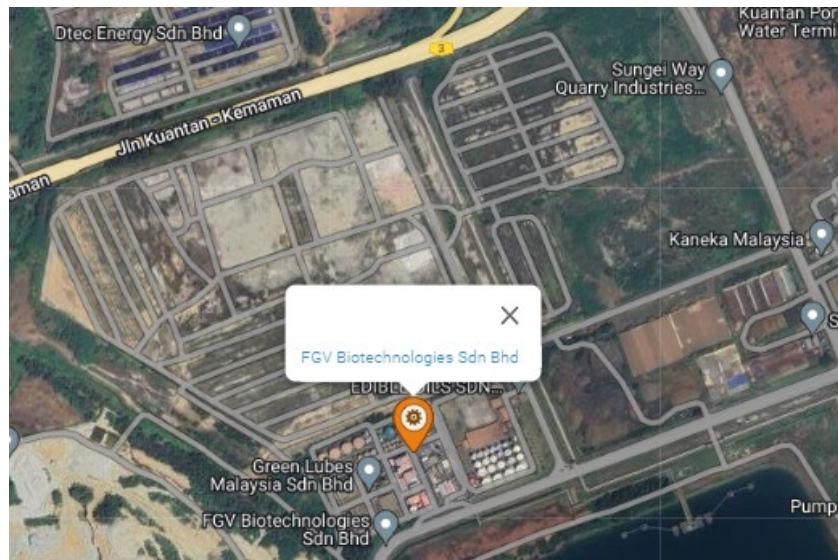 Dtec Energy Sdn Bhd
3
Kuantan Por
Water Termi
Sungei Way
Quarry Industries...
Jln Kuantan - Kemaman
aman
Kaneka Malaysia
S
FGV Biotechnologies Sdn Bhd
EDIBLE OILS SDN...
Green Lubes
Malaysia Sdn Bhd
FGV Biotechnologies
Sdn Bhd
Pump